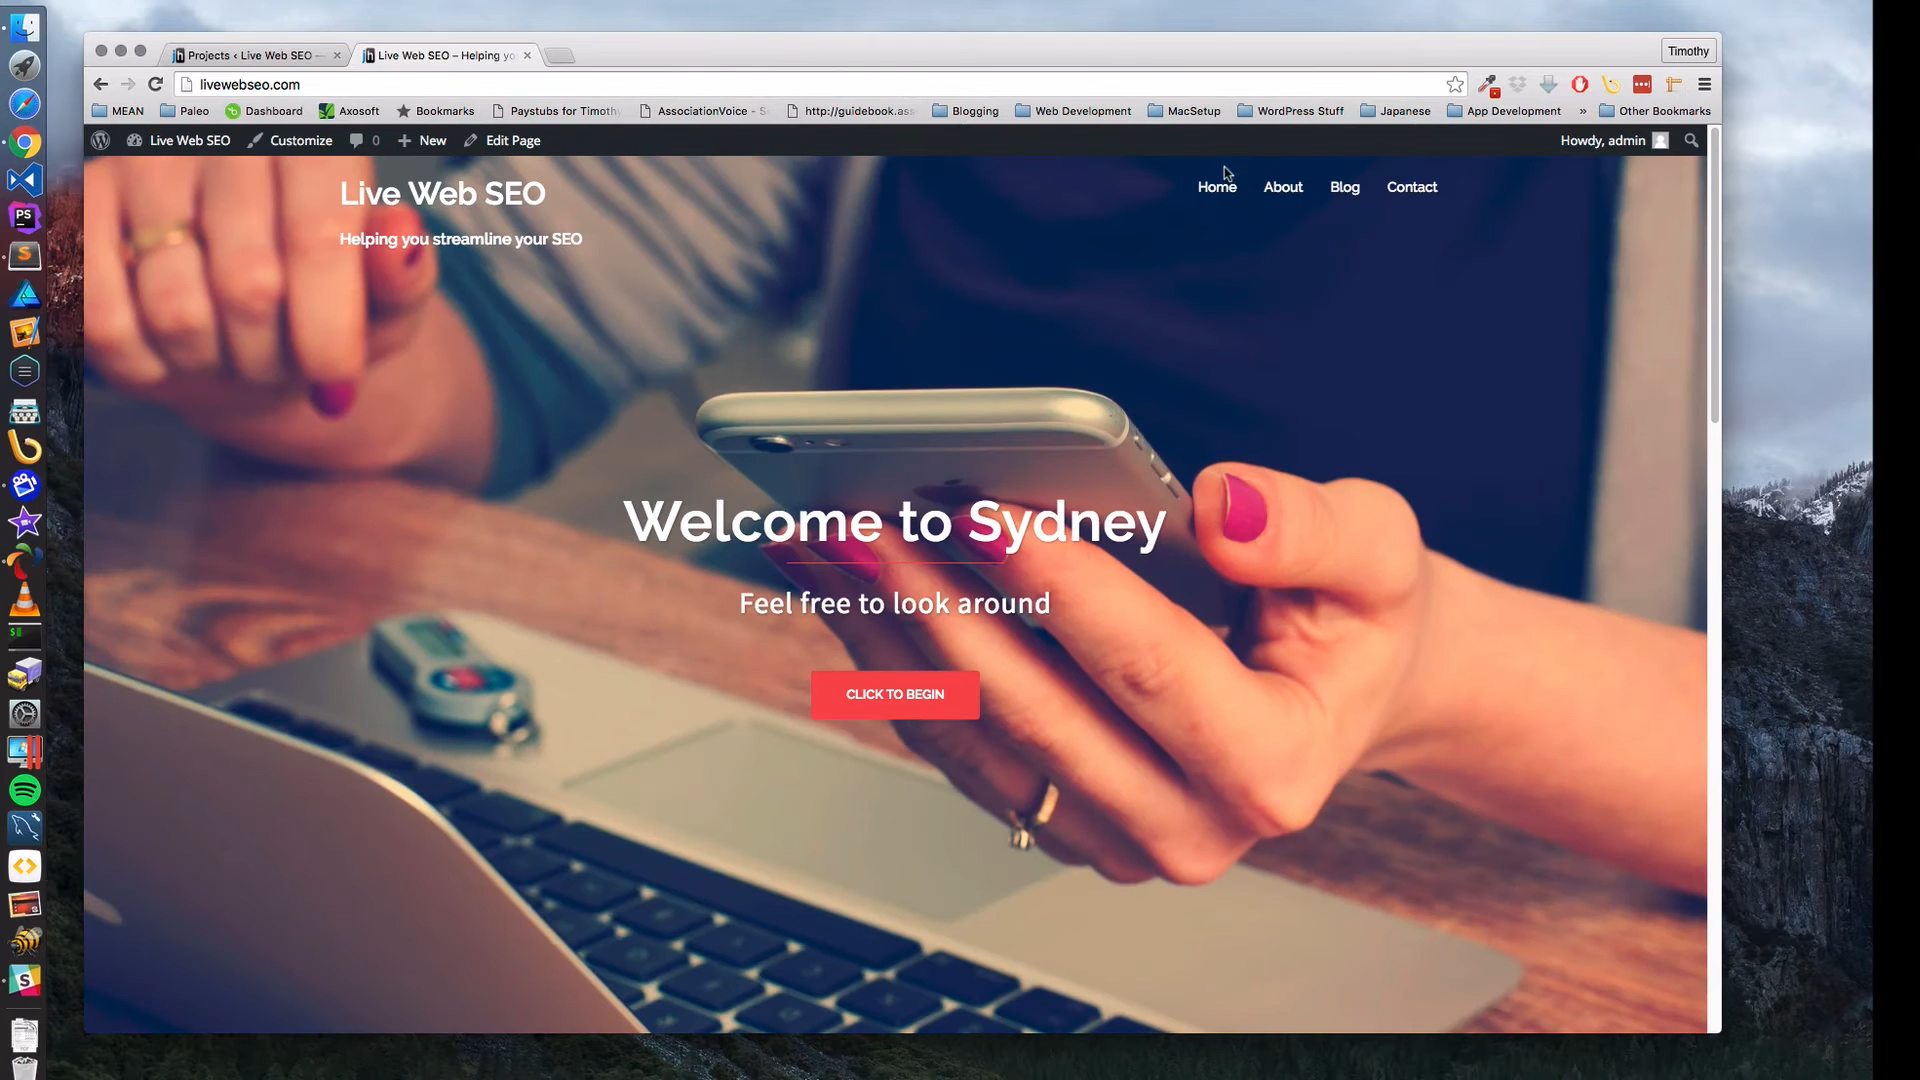 Projects ‹ Live Web SEO —
Live Web SEO – Helping yo
Timothy
livewebseo.com
MEAN
Paleo
Dashboard
Axosoft
Bookmarks
Paystubs for Timothy
AssociationVoice - S
http://guidebook.ass
Blogging
Web Development
MacSetup
WordPress Stuff
Japanese
App Development
»
Other Bookmarks
Live Web SEO
Customize
0
New
Edit Page
Howdy, admin
Live Web SEO
Home
About
Blog
Contact
Helping you streamline your SEO
Welcome to Sydney
Feel free to look around
CLICK TO BEGIN
PS
S
$
S